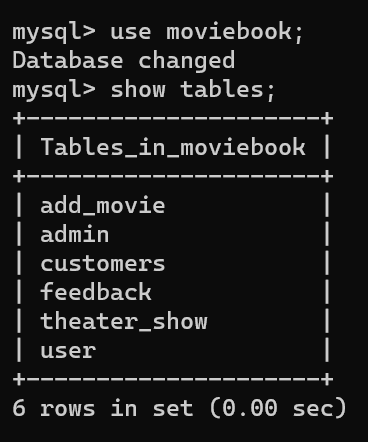 mysql> use moviebook;
Database changed
mysql> show tables;
+---------------------+
| Tables_in_moviebook |
+---------------------+
| add_movie           |
| admin               |
| customers           |
| feedback            |
| theater_show        |
| user                |
+---------------------+
6 rows in set (0.00 sec)